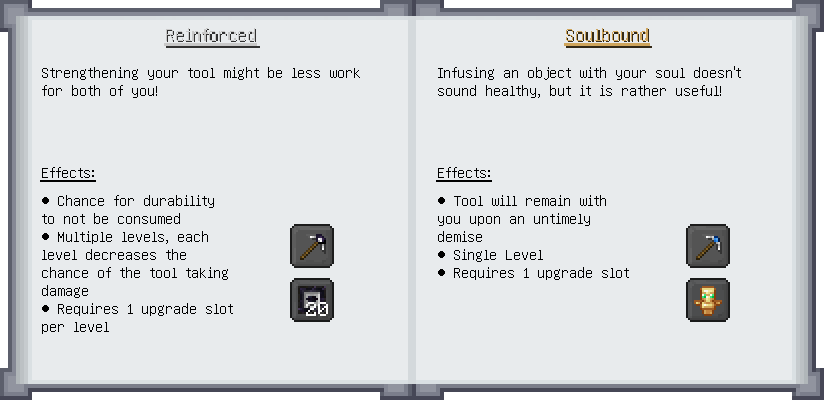 Reinforced
Strengthening your tool might be less work
for both of you!
Effects:
● Chance for durability
to not be consumed
● Multiple levels, each
level decreases the
chance of the tool taking
damage
● Requires 1 upgrade slot
per level
20
Soulbound
Infusing an object with your soul doesn't
sound healthy, but it is rather useful!
Effects:
● Tool will remain with
you upon an untimely
demise
● Single Level
● Requires 1 upgrade slot